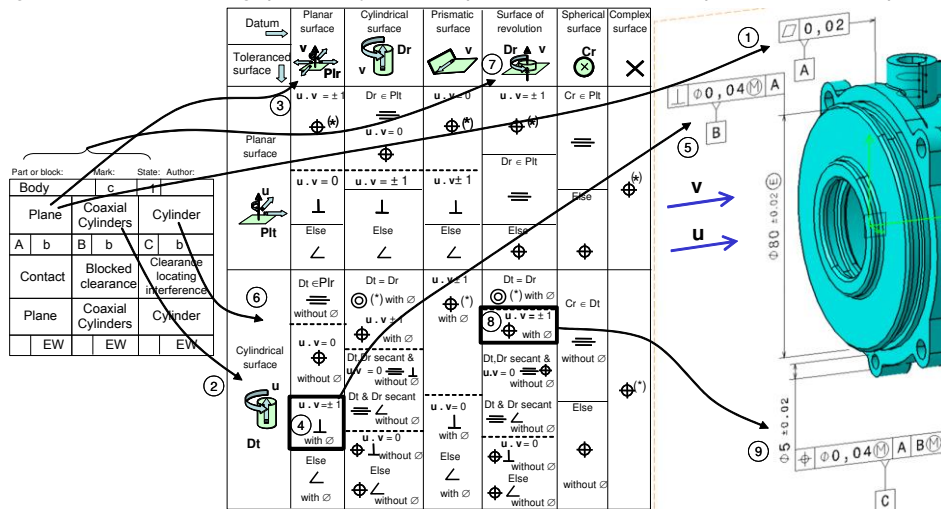 Datum
Toleranced surface
Planar surface
v
Plr
Cylindrical surface
Dr
v
Prismatic surface
v
Surface of revolution
Dr v
Spherical surface
Cr
Complex surface
1
2
3
4
5
6
7
8
9
Planar surface
u
Plt
u.v = ± 1
⌖ (*)
u.v = 0
⊥
Else
∠
Dr ∈ Plt
u.v = 0
⌖
u.v = ± 1
⊥
Else
∠
u.v=0
⌖ (*)
u.v± 1
⊥
Else
∠
u.v=± 1
⌖ (*)
Dr ∈ Plt
Else
⌖
Cr ∈ Plt
Else
⌖
⌖ (*)
Cylindrical surface
u
Dt
Dt ∈Plr
without ∅
u.v = 0
⌖
without ∅
u.v=± 1
⊥
with ∅
Else
∠
with ∅
Dt = Dr
◎ (*) with ∅
u.v± 1
⌖ with ∅
Dt,Dr secant &
u.v = 0 ⊥
without ∅
Dt & Dr secant
∠
without ∅
u.v = 0
⌖ ⊥ without ∅
Else
⌖ ∠
without ∅
u.v± 1
⌖ (*)
with ∅
u.v= 0
⊥
with ∅
Else
∠
with ∅
Dt = Dr
◎ (*) with ∅
u.v = ± 1
⌖ with ∅
Dt,Dr secant &
u.v = 0 ⌖
without ∅
Dt & Dr secant
∠
without ∅
u.v = 0
⌖ ⊥ without ∅
Else
⌖ ∠
without ∅
Cr ∈ Dt
without ∅
Else
⌖
without ∅
⌖ (*)
Part or block: Mark: State: Author:
Body c 1
Plane Coaxial Cylinders Cylinder
A b B b C b
Contact Blocked clearance Clearance locating interference
Plane Coaxial Cylinders Cylinder
EW EW EW
v
u
⏥ 0,02
A
⊥ ϕ0,04Ⓜ A
B
ϕ80 ±0.02Ⓔ
ϕ5 ±0.02
⌖ ϕ0,04Ⓜ A BⓂ
C